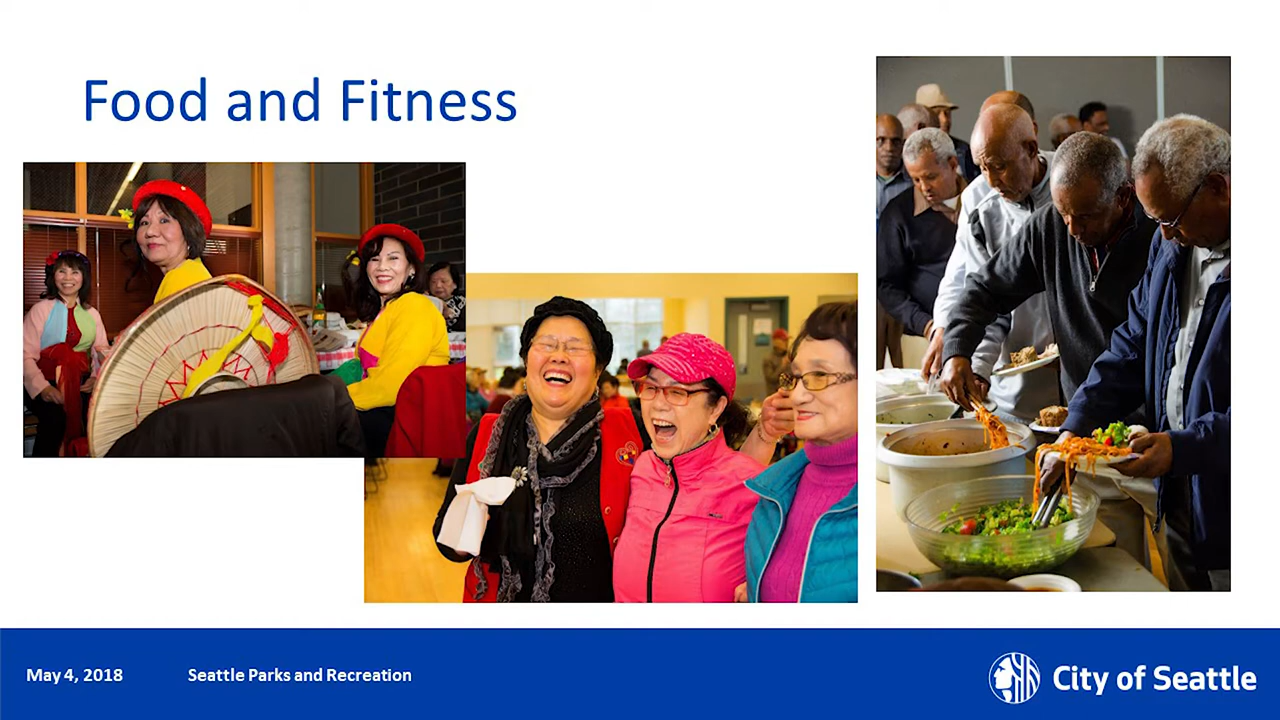 Food and Fitness
May 4, 2018
Seattle Parks and Recreation
City of Seattle